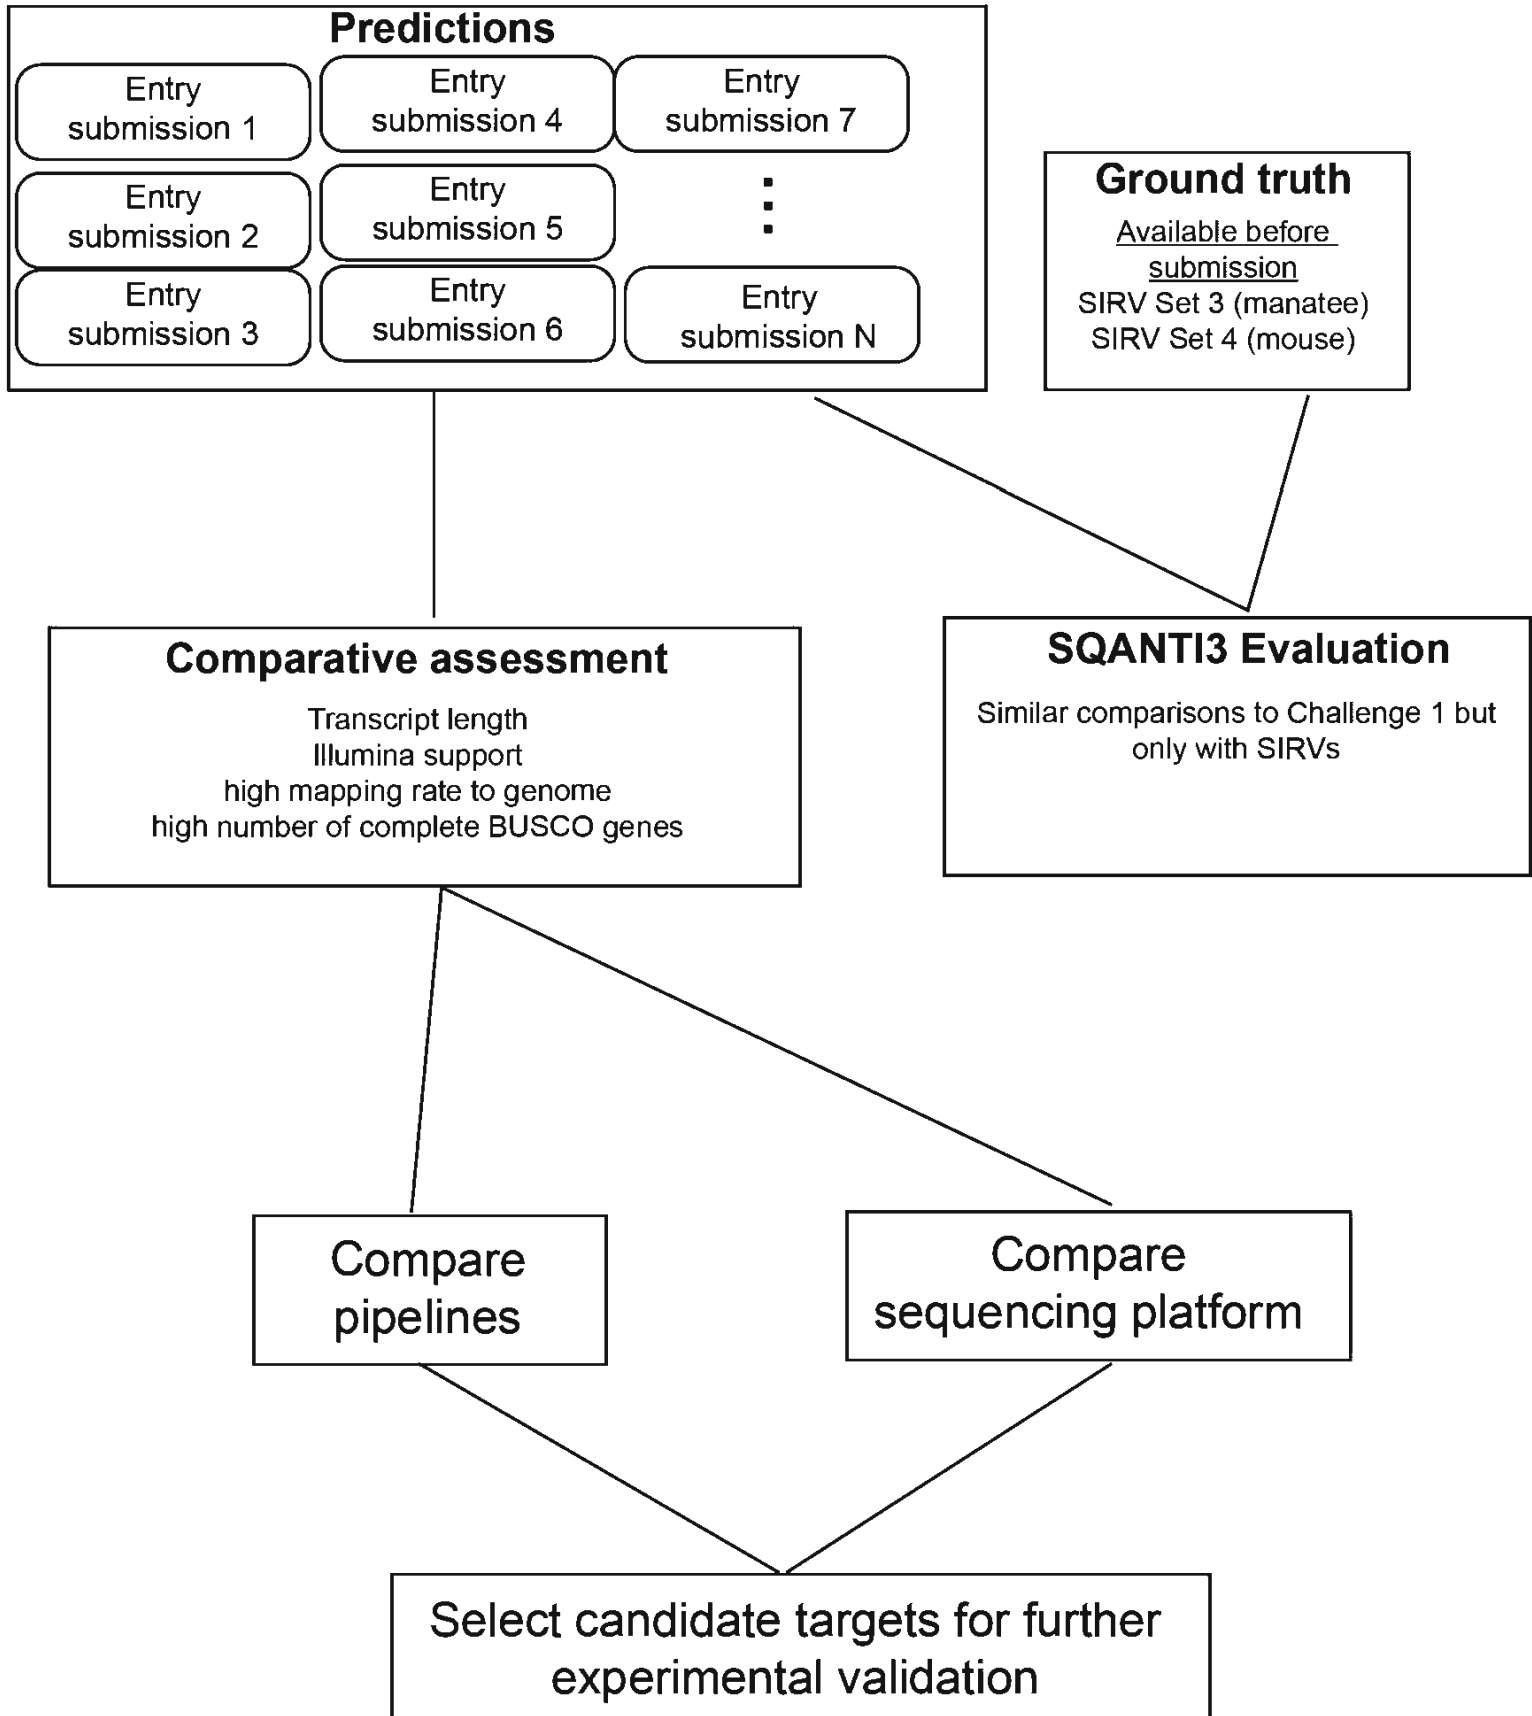 Predictions
Entry
submission 1
Entry
submission 2
Entry
submission 3
Entry
submission 4
Entry
submission 5
Entry
submission 6
Entry
submission 7
Entry
submission N
Ground truth
Available before
submission
SIRV Set 3 (manatee)
SIRV Set 4 (mouse)
Comparative assessment
Transcript length
Illumina support
high mapping rate to genome
high number of complete BUSCO genes
SQANTI3 Evaluation
Similar comparisons to Challenge 1 but
only with SIRVs
Compare
pipelines
Compare
sequencing platform
Select candidate targets for further
experimental validation